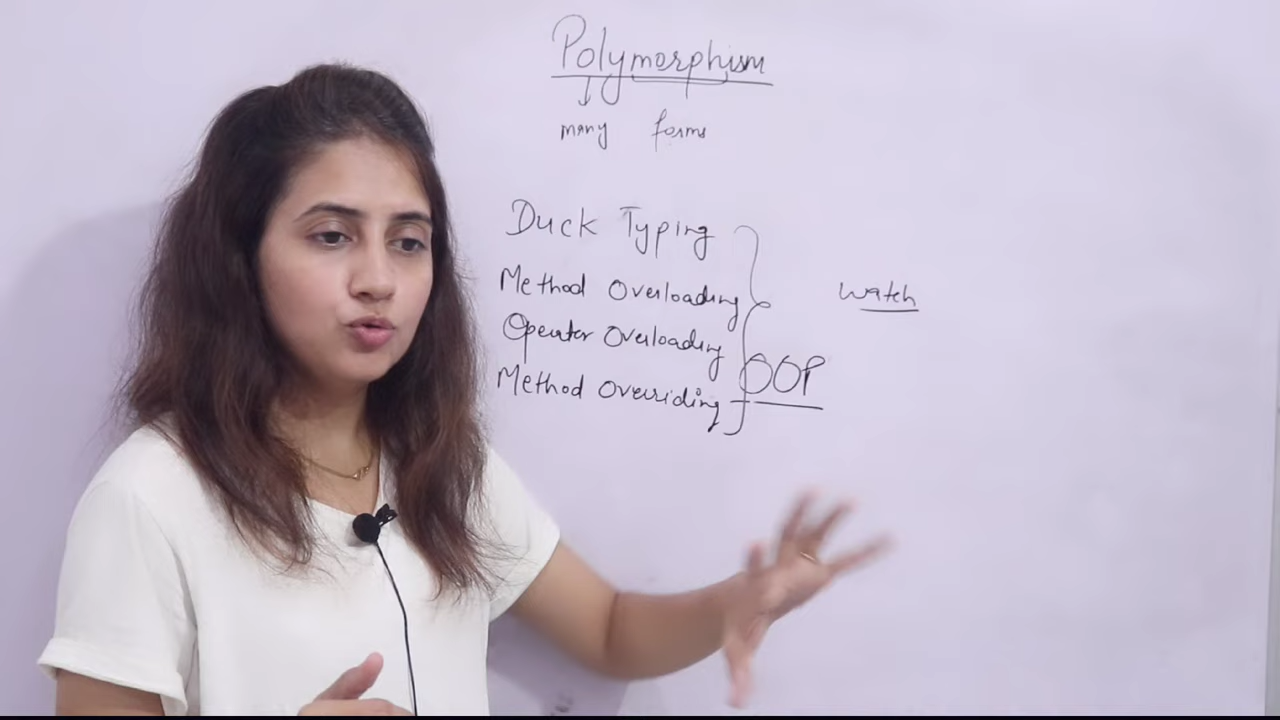 Polymorphism
many forms
Duck Typing
Method Overloading
watch
Operator Overloading
OOP
Method Overriding